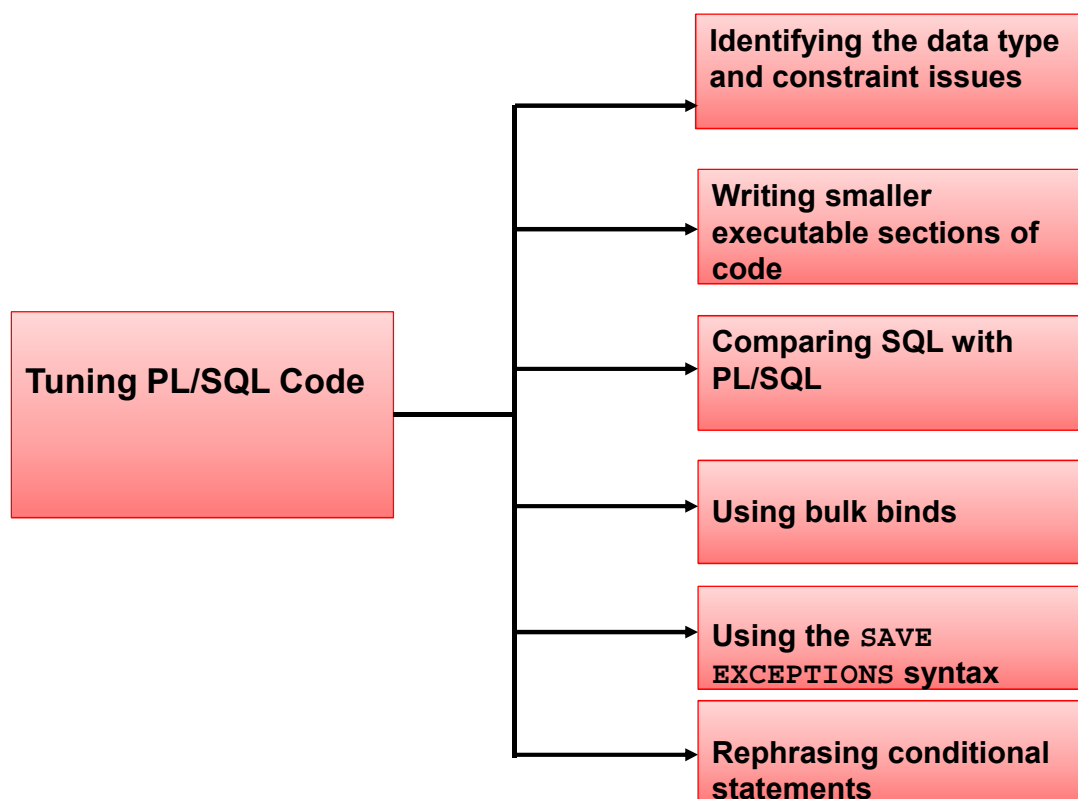 Identifying the data type
and constraint issues
Writing smaller
executable sections of
code
Tuning PL/SQL Code
Comparing SQL with
PL/SQL
Using bulk binds
Using the SAVE
EXCEPTIONS syntax
Rephrasing conditional
statements